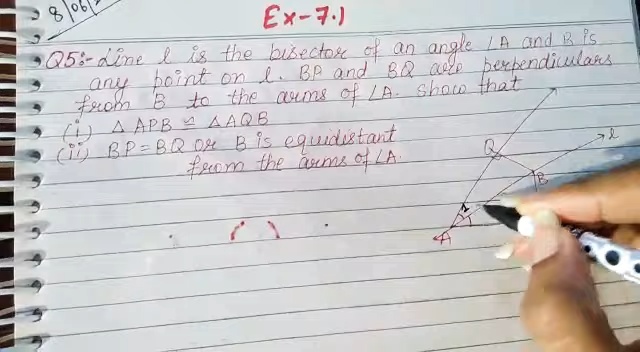 8/06/
Ex-7.1
Q5:- Line l is the bisector of an angle ∠A and B is
any point on l. BP and BQ are perpendiculars
from B to the arms of ∠A. show that
(i) △APB ≌ △AQB
(ii) BP=BQ OR B is equidistant
from the arms of ∠A.
Q
l
B
A